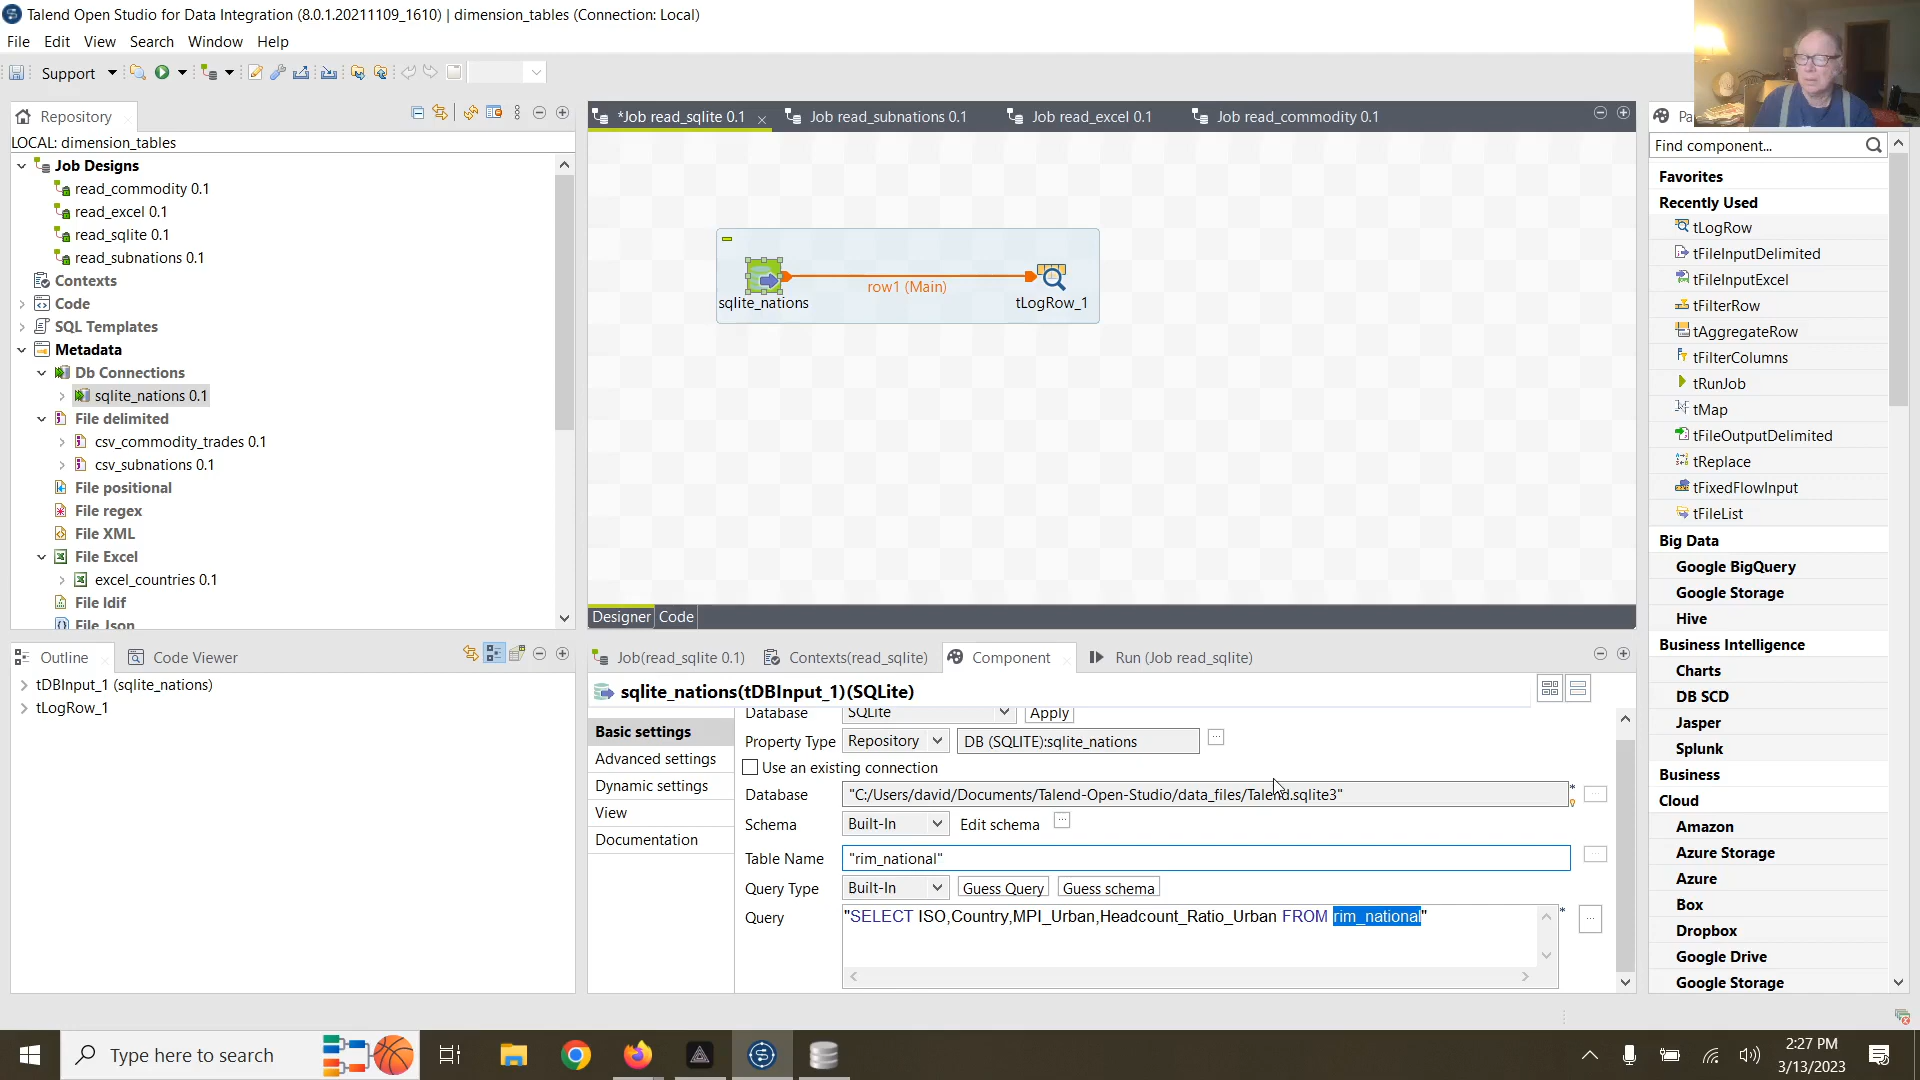 Talend Open Studio for Data Integration (8.0.1.20211109_1610) | dimension_tables (Connection: Local)
File Edit View Search Window Help
Support
Repository
LOCAL: dimension_tables
Job Designs
read_commodity 0.1
read_excel 0.1
read_sqlite 0.1
read_subnations 0.1
Contexts
Code
SQL Templates
Metadata
Db Connections
sqlite_nations 0.1
File delimited
csv_commodity_trades 0.1
csv_subnations 0.1
File positional
File regex
File XML
File Excel
excel_countries 0.1
File ldif
File Json
Outline Code Viewer
tDBInput_1 (sqlite_nations)
tLogRow_1
*Job read_sqlite 0.1 Job read_subnations 0.1 Job read_excel 0.1 Job read_commodity 0.1
row1 (Main)
sqlite_nations tLogRow_1
Designer Code
Job(read_sqlite 0.1) Contexts(read_sqlite) Component Run (Job read_sqlite)
sqlite_nations(tDBInput_1)(SQLite)
Basic settings
Advanced settings
Dynamic settings
View
Documentation
Database SQLite Apply
Property Type Repository DB (SQLITE):sqlite_nations
Use an existing connection
Database "C:/Users/david/Documents/Talend-Open-Studio/data_files/Talend.sqlite3" *
Schema Built-In Edit schema
Table Name "rim_national"
Query Type Built-In Guess Query Guess schema
Query "SELECT ISO,Country,MPI_Urban,Headcount_Ratio_Urban FROM rim_national" *
Pa
Find component...
Favorites
Recently Used
tLogRow
tFileInputDelimited
tFileInputExcel
tFilterRow
tAggregateRow
tFilterColumns
tRunJob
tMap
tFileOutputDelimited
tReplace
tFixedFlowInput
tFileList
Big Data
Google BigQuery
Google Storage
Hive
Business Intelligence
Charts
DB SCD
Jasper
Splunk
Business
Cloud
Amazon
Azure Storage
Azure
Box
Dropbox
Google Drive
Google Storage
Type here to search
2:27 PM
3/13/2023